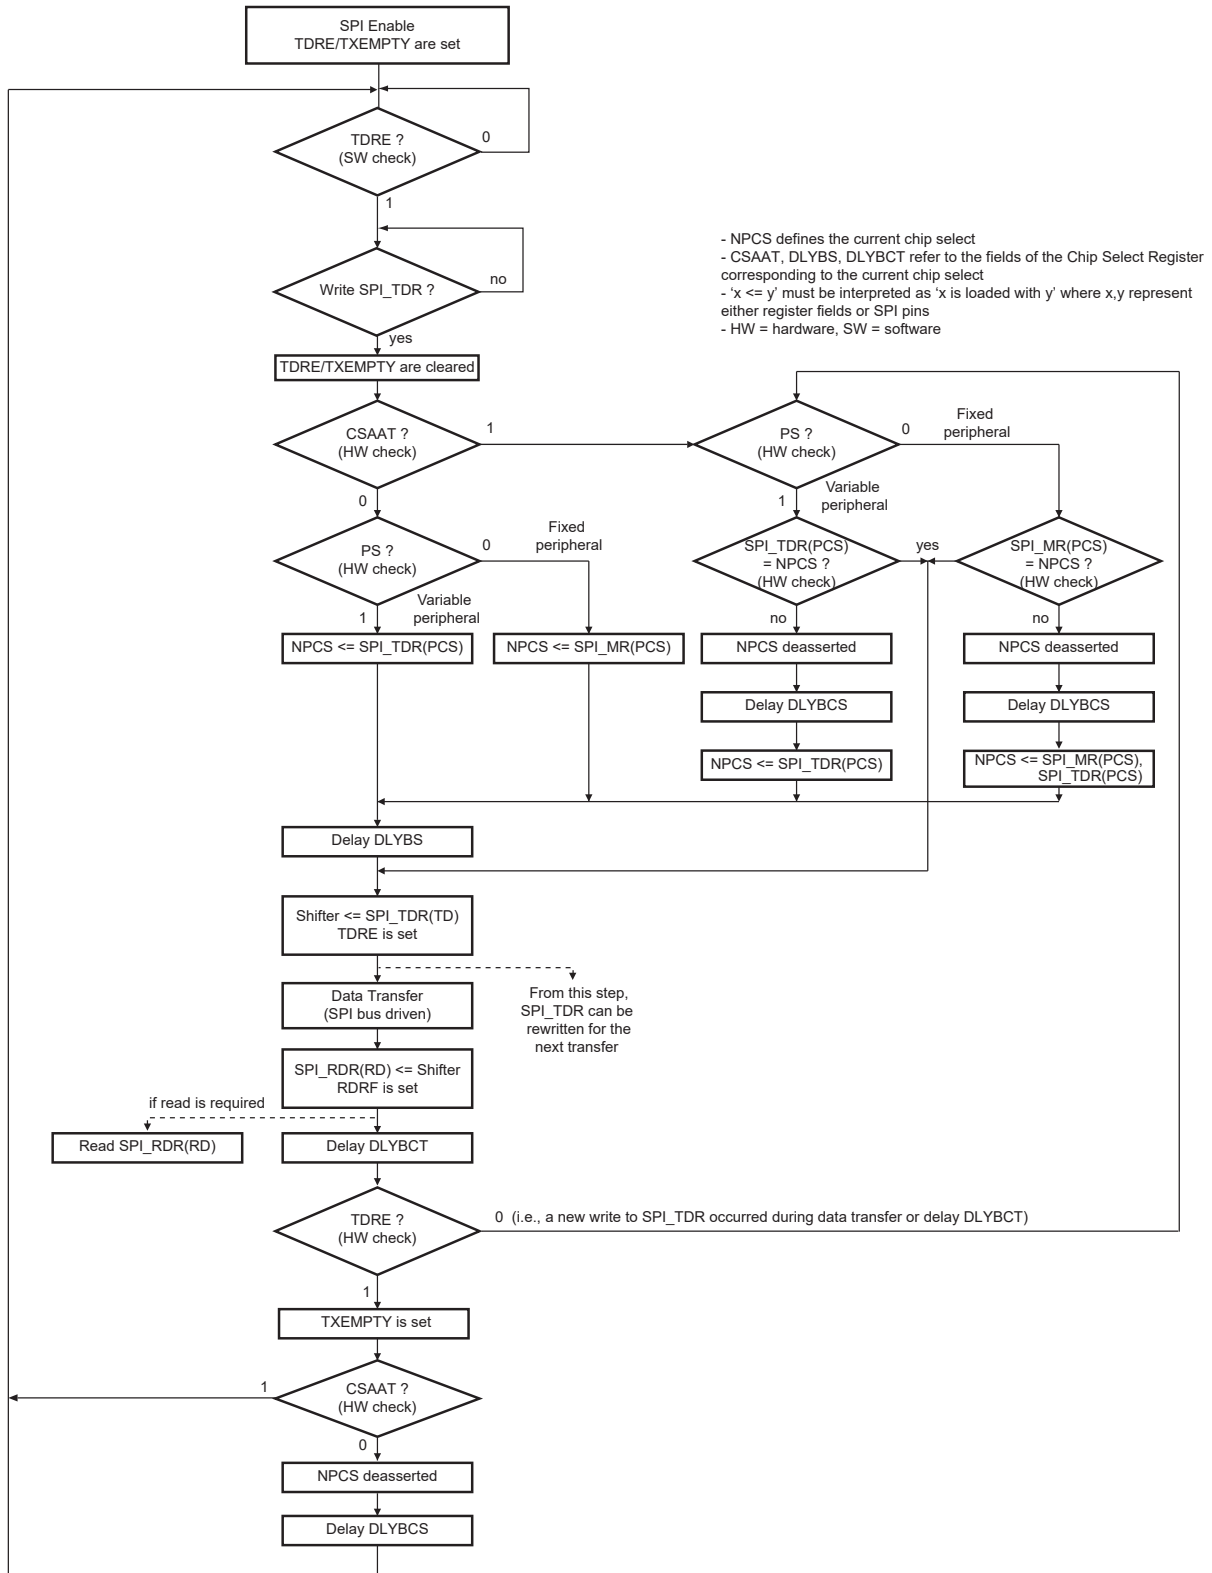 SPI Enable
TDRE/TXEMPTY are set
TDRE ?
(SW check)
0
1
- NPCS defines the current chip select
- CSAAT, DLYBS, DLYBCT refer to the fields of the Chip Select Register
corresponding to the current chip select
- ‘x <= y’ must be interpreted as ‘x is loaded with y’ where x,y represent
either register fields or SPI pins
- HW = hardware, SW = software
Write SPI_TDR ?
no
yes
TDRE/TXEMPTY are cleared
CSAAT ?
(HW check)
1
0
PS ?
(HW check)
0
Fixed
peripheral
1
Variable
peripheral
PS ?
(HW check)
0
Fixed
peripheral
1
Variable
peripheral
SPI_TDR(PCS)
= NPCS ?
(HW check)
yes
no
SPI_MR(PCS)
= NPCS ?
(HW check)
no
NPCS <= SPI_TDR(PCS)
NPCS <= SPI_MR(PCS)
NPCS deasserted
NPCS deasserted
Delay DLYBCS
Delay DLYBCS
NPCS <= SPI_TDR(PCS)
NPCS <= SPI_MR(PCS),
SPI_TDR(PCS)
Delay DLYBS
Shifter <= SPI_TDR(TD)
TDRE is set
Data Transfer
(SPI bus driven)
From this step,
SPI_TDR can be
rewritten for the
next transfer
SPI_RDR(RD) <= Shifter
RDRF is set
if read is required
Read SPI_RDR(RD)
Delay DLYBCT
TDRE ?
(HW check)
0 (i.e., a new write to SPI_TDR occurred during data transfer or delay DLYBCT)
1
TXEMPTY is set
CSAAT ?
(HW check)
1
0
NPCS deasserted
Delay DLYBCS